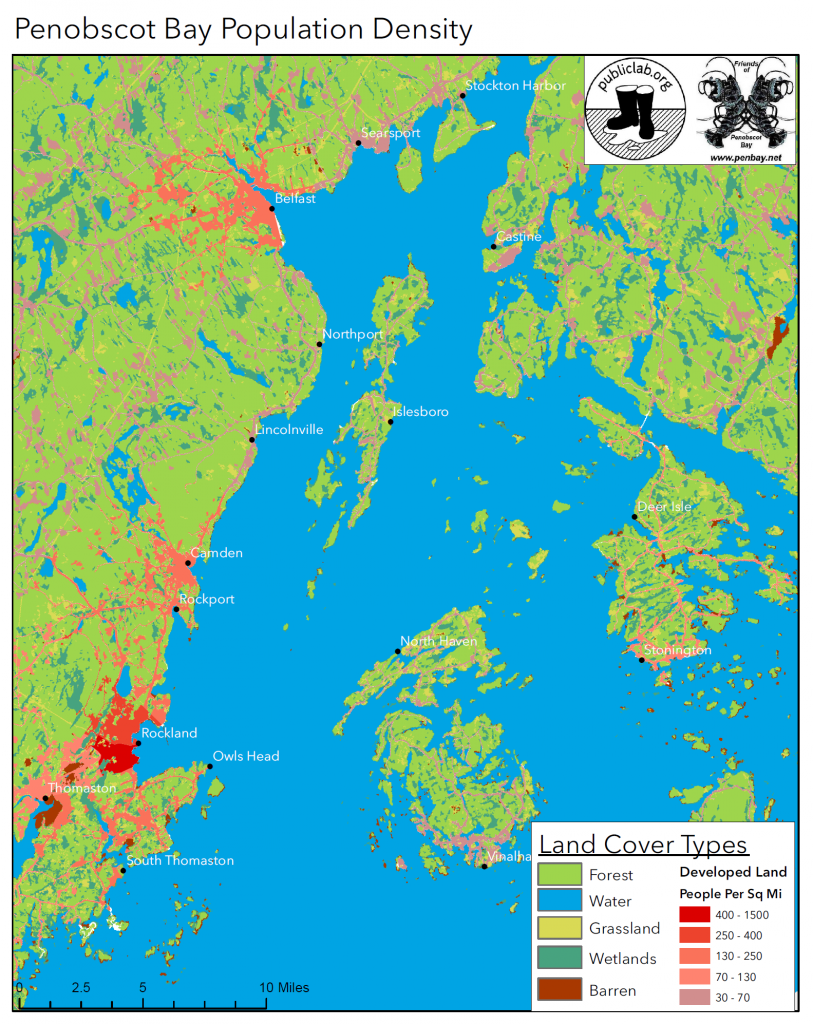 Penobscot Bay Population Density
publiclab.org
Friends
of
Penobscot
Bay
www.penbay.net
Stockton Harbor
Searsport
Belfast
Castine
Northport
Islesboro
Lincolnville
Deer Isle
Camden
Rockport
North Haven
Stonington
Rockland
Owls Head
Thomaston
South Thomaston
Vinalha
Land Cover Types
Forest
Water
Grassland
Wetlands
Barren
Developed Land
People Per Sq Mi
400 - 1500
250 - 400
130 - 250
70 - 130
30 - 70
0 2.5 5 10 Miles